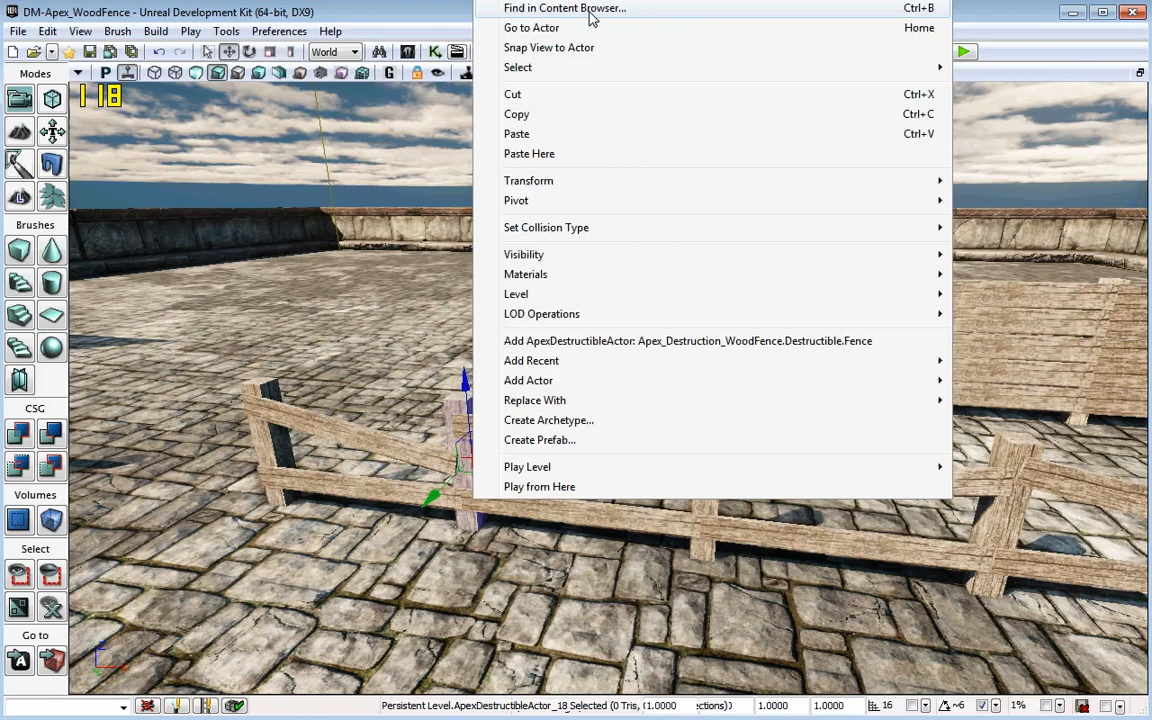 DM-Apex_WoodFence - Unreal Development Kit (64-bit, DX9)
File Edit View Brush Build Play Tools Preferences Help
World
Modes
118
Brushes
CSG
Volumes
Select
Go to
Find in Content Browser... Ctrl+B
Go to Actor Home
Snap View to Actor
Select
Cut Ctrl+X
Copy Ctrl+C
Paste Ctrl+V
Paste Here
Transform
Pivot
Set Collision Type
Visibility
Materials
Level
LOD Operations
Add ApexDestructibleActor: Apex_Destruction_WoodFence.Destructible.Fence
Add Recent
Add Actor
Replace With
Create Archetype...
Create Prefab...
Play Level
Play from Here
Persistent Level.ApexDestructibleActor_18 Selected (0 Tris, (1.0000 1.0000 1.0000 16 ~6 1%